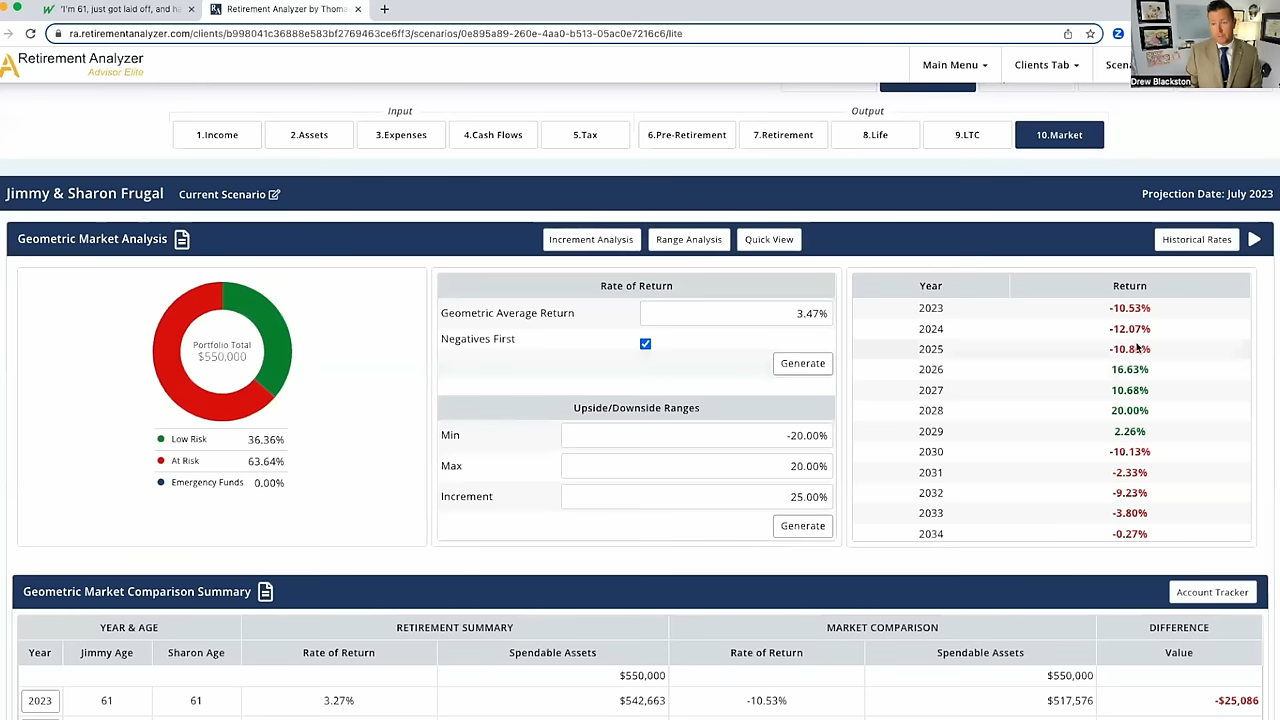 'I'm 61, just got laid off, and he
Retirement Analyzer by Thoma
ra.retirementanalyzer.com/clients/b998041c36888e583bf2769463ce6ff3/scenarios/0e895a89-260e-4aa0-b513-05ac0e7216c6/lite
Drew Blackston
Retirement Analyzer
Advisor Elite
Main Menu
Clients Tab
Scen
Input
Output
1.Income
2.Assets
3.Expenses
4.Cash Flows
5.Tax
6.Pre-Retirement
7.Retirement
8.Life
9.LTC
10.Market
Jimmy & Sharon Frugal
Current Scenario
Projection Date: July 2023
Geometric Market Analysis
Increment Analysis
Range Analysis
Quick View
Historical Rates
Portfolio Total
$550,000
Low Risk 36.36%
At Risk 63.64%
Emergency Funds 0.00%
Rate of Return
Geometric Average Return 3.47%
Negatives First
Generate
Upside/Downside Ranges
Min -20.00%
Max 20.00%
Increment 25.00%
Generate
Year Return
2023 -10.53%
2024 -12.07%
2025
2026 16.63%
2027 10.68%
2028 20.00%
2029 2.26%
2030 -10.13%
2031 -2.33%
2032 -9.23%
2033 -3.80%
2034 -0.27%
Geometric Market Comparison Summary
Account Tracker
YEAR & AGE RETIREMENT SUMMARY MARKET COMPARISON DIFFERENCE
Year Jimmy Age Sharon Age Rate of Return Spendable Assets Rate of Return Spendable Assets Value
$550,000 $550,000
2023 61 61 3.27% $542,663 -10.53% $517,576 -$25,086